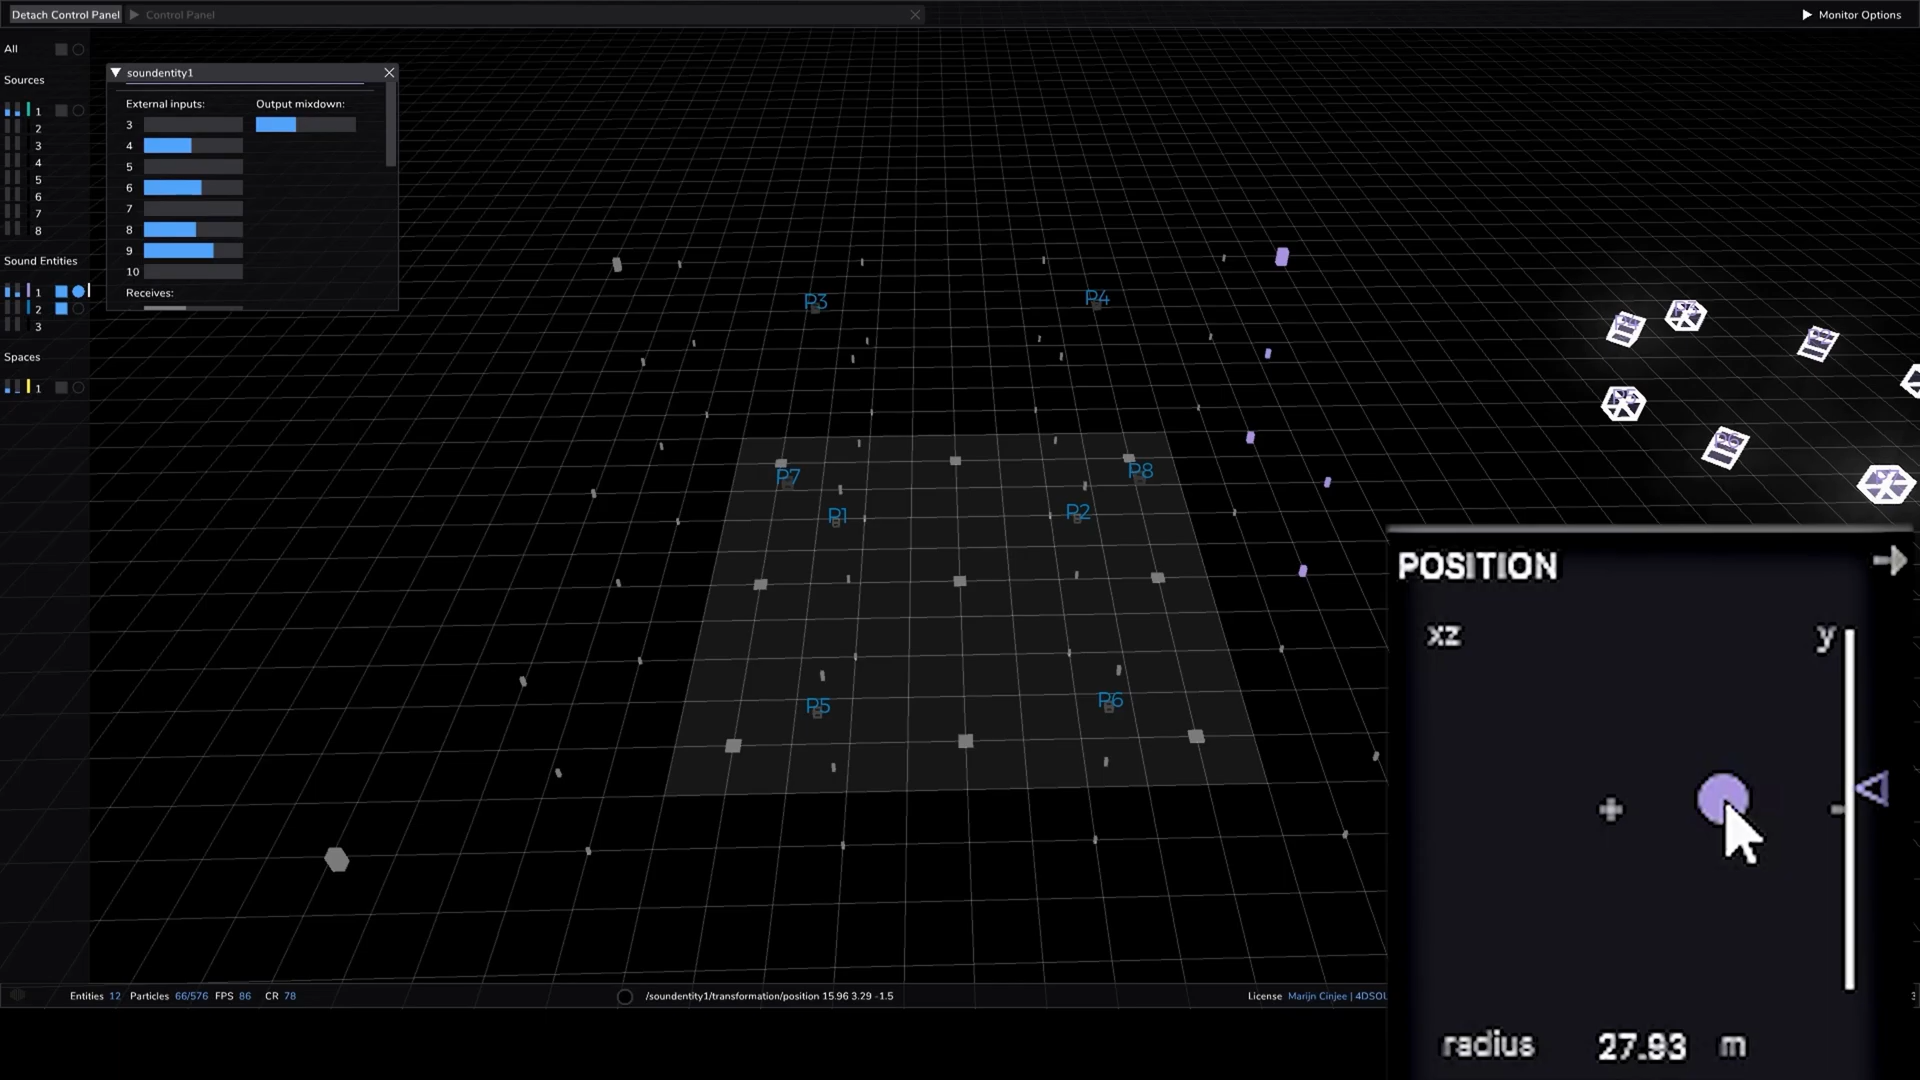 Detach Control Panel
Control Panel
Monitor Options
All
Sources
1
2
3
4
5
6
7
8
Sound Entities
1
2
3
Spaces
1
soundentity1
External inputs: Output mixdown:
3
4
5
6
7
8
9
10
Receives:
P3
P4
P7
P8
P1
P2
P5
P6
POSITION
xz
y
radius 27.93 m
Entities 12 Particles 66/576 FPS 86 CR 78
/soundentity1/transformation/position 15.96 3.29 -1.5
License Marijn Cinjee | 4DSOU